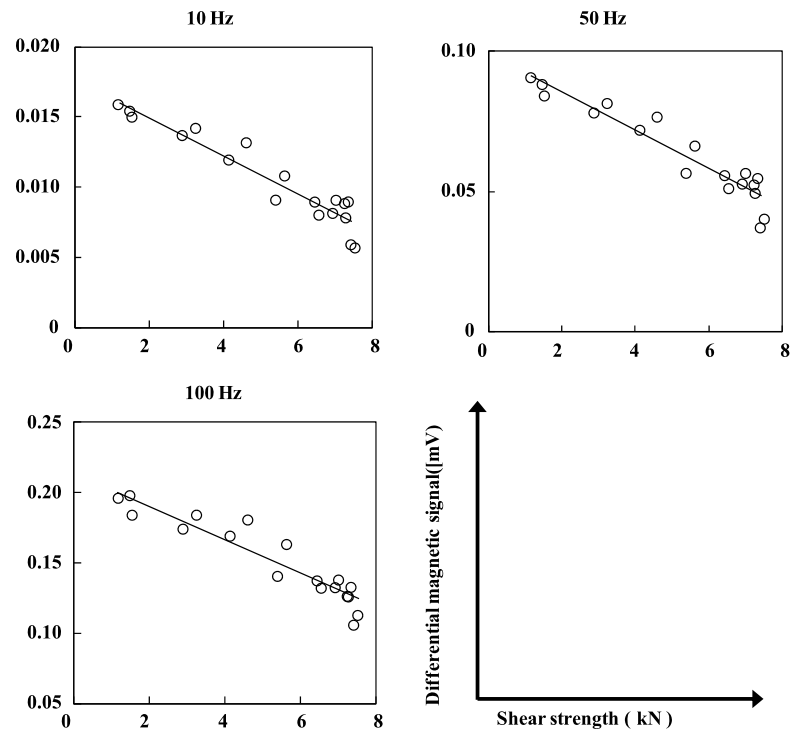 10 Hz
0.020
0.015
0.010
0.005
0
0 2 4 6 8
50 Hz
0.10
0.05
0
0 2 4 6 8
100 Hz
0.25
0.20
0.15
0.10
0.05
0 2 4 6 8
Differential magnetic signal([mV)
Shear strength ( kN )